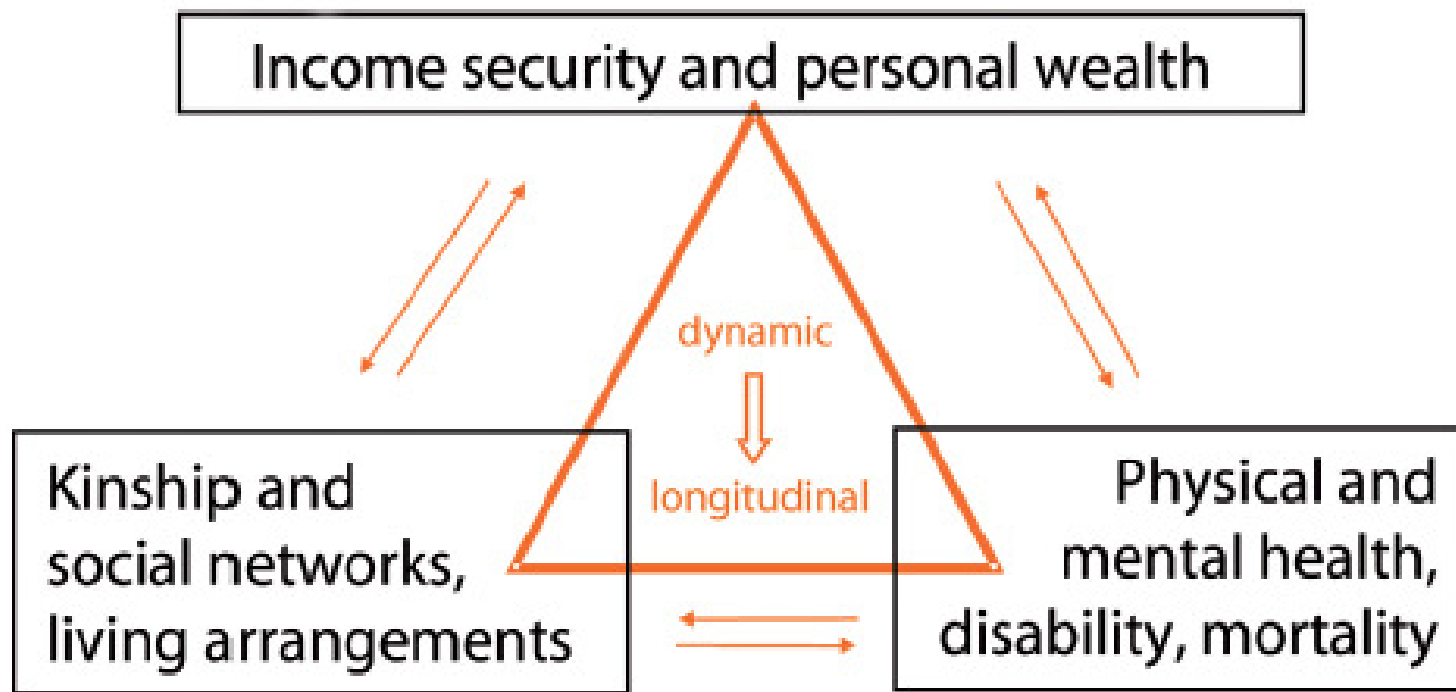 Income security and personal wealth
dynamic
longitudinal
Kinship and
social networks,
living arrangements
Physical and
mental health,
disability, mortality